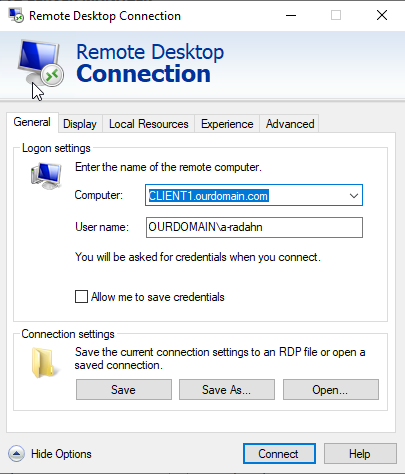 Remote Desktop Connection
Remote Desktop
Connection
General Display Local Resources Experience Advanced
Logon settings
Enter the name of the remote computer.
Computer: CLIENT1.ourdomain.com
User name: OURDOMAIN\a-radahn
You will be asked for credentials when you connect.
Allow me to save credentials
Connection settings
Save the current connection settings to an RDP file or open a
saved connection.
Save Save As... Open...
Hide Options Connect Help